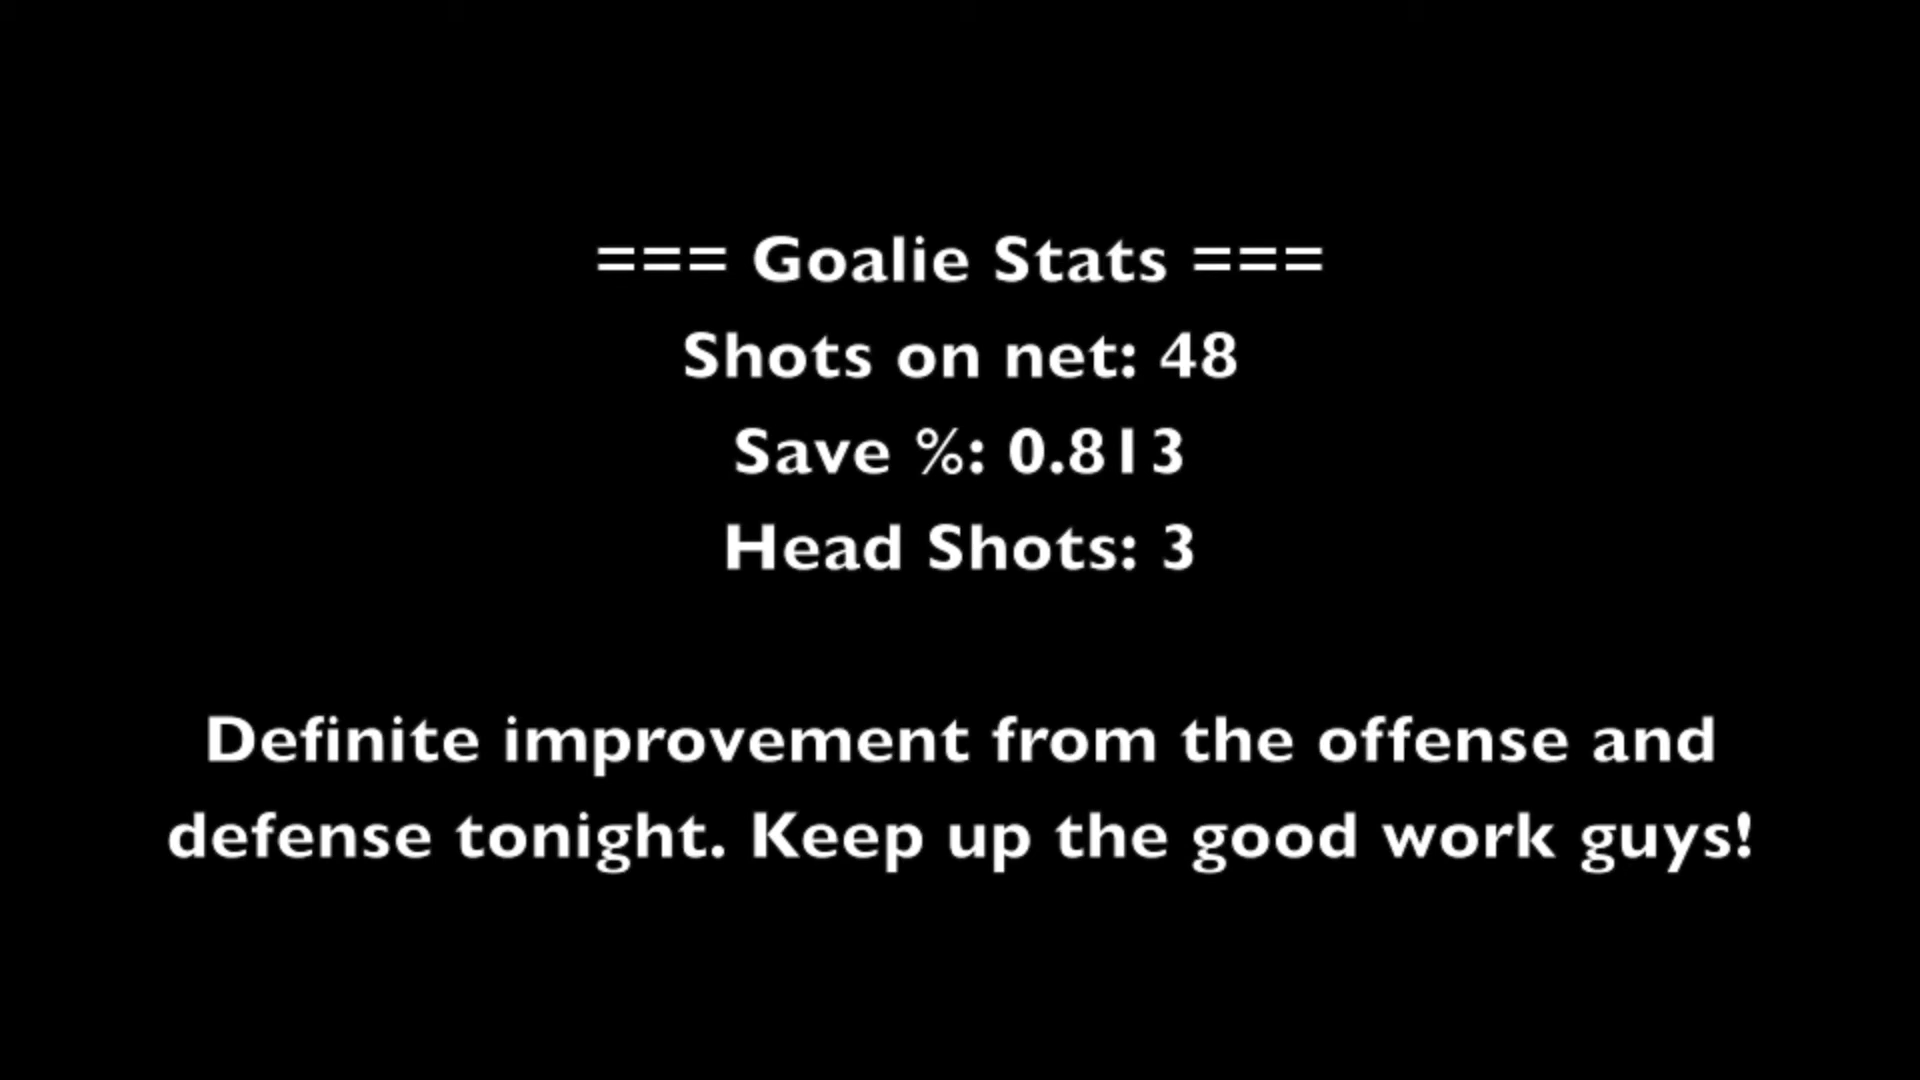 === Goalie Stats ===
Shots on net: 48
Save %: 0.813
Head Shots: 3
Definite improvement from the offense and
defense tonight. Keep up the good work guys!